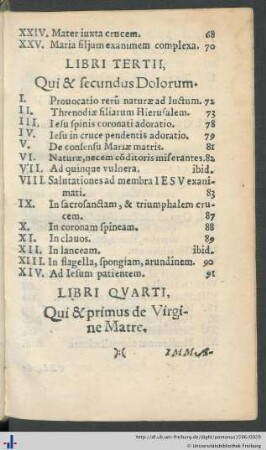 XXIV. Mater iuxta crucem. 68
XXV. Maria filium exanimem complexa. 70
LIBRI TERTII,
Qui & secundus Dolorum.
I. Prouocatio rerū naturæ ad luctum. 72
II. Threnodiæ filiarum Hierusalem. 73
III. Iesu spinis coronati adoratio. 78
IV. Iesu in cruce pendentis adoratio. 79
V. De consensu Mariæ matris. 81
VI. Naturæ, necem cōditoris miserantes. 82
VII. Ad quinque vulnera. ibid.
VIII. Salutationes ad membra IESV exani-
mati. 83
IX. In sacrosanctam, & triumphalem cru-
cem. 87
X. In coronam spineam. 88
XI. In clauos. 89
XII. In lanceam. ibid.
XIII. In flagella, spongiam, arundinem. 90
XIV. Ad Iesum patientem. 91
LIBRI QVARTI,
Qui & primus de Virgi-
ne Matre.
IMMA-
© Universitätsbibliothek Freiburg